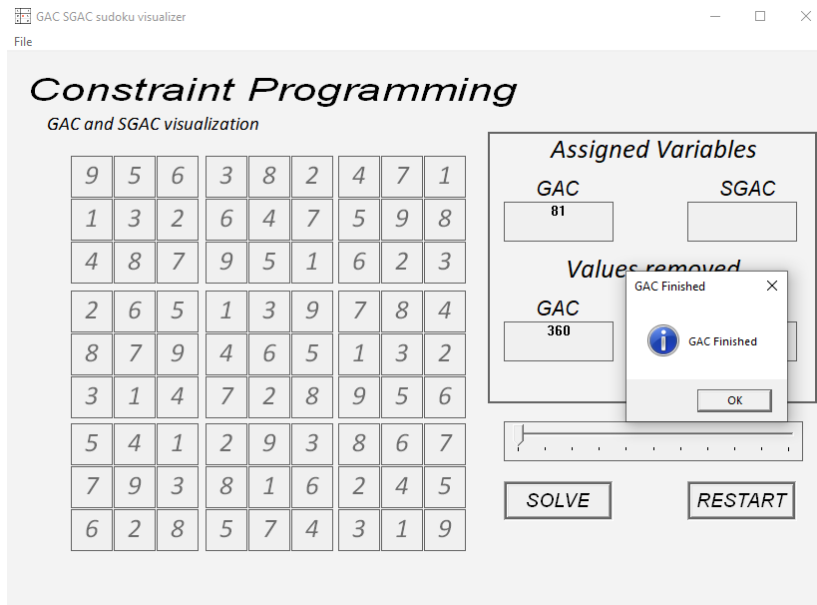 GAC SGAC sudoku visualizer
File
Constraint Programming
GAC and SGAC visualization
9 5 6 3 8 2 4 7 1
1 3 2 6 4 7 5 9 8
4 8 7 9 5 1 6 2 3
2 6 5 1 3 9 7 8 4
8 7 9 4 6 5 1 3 2
3 1 4 7 2 8 9 5 6
5 4 1 2 9 3 8 6 7
7 9 3 8 1 6 2 4 5
6 2 8 5 7 4 3 1 9
Assigned Variables
GAC SGAC
81
Values removed
GAC
360
GAC Finished
GAC Finished
OK
SOLVE RESTART